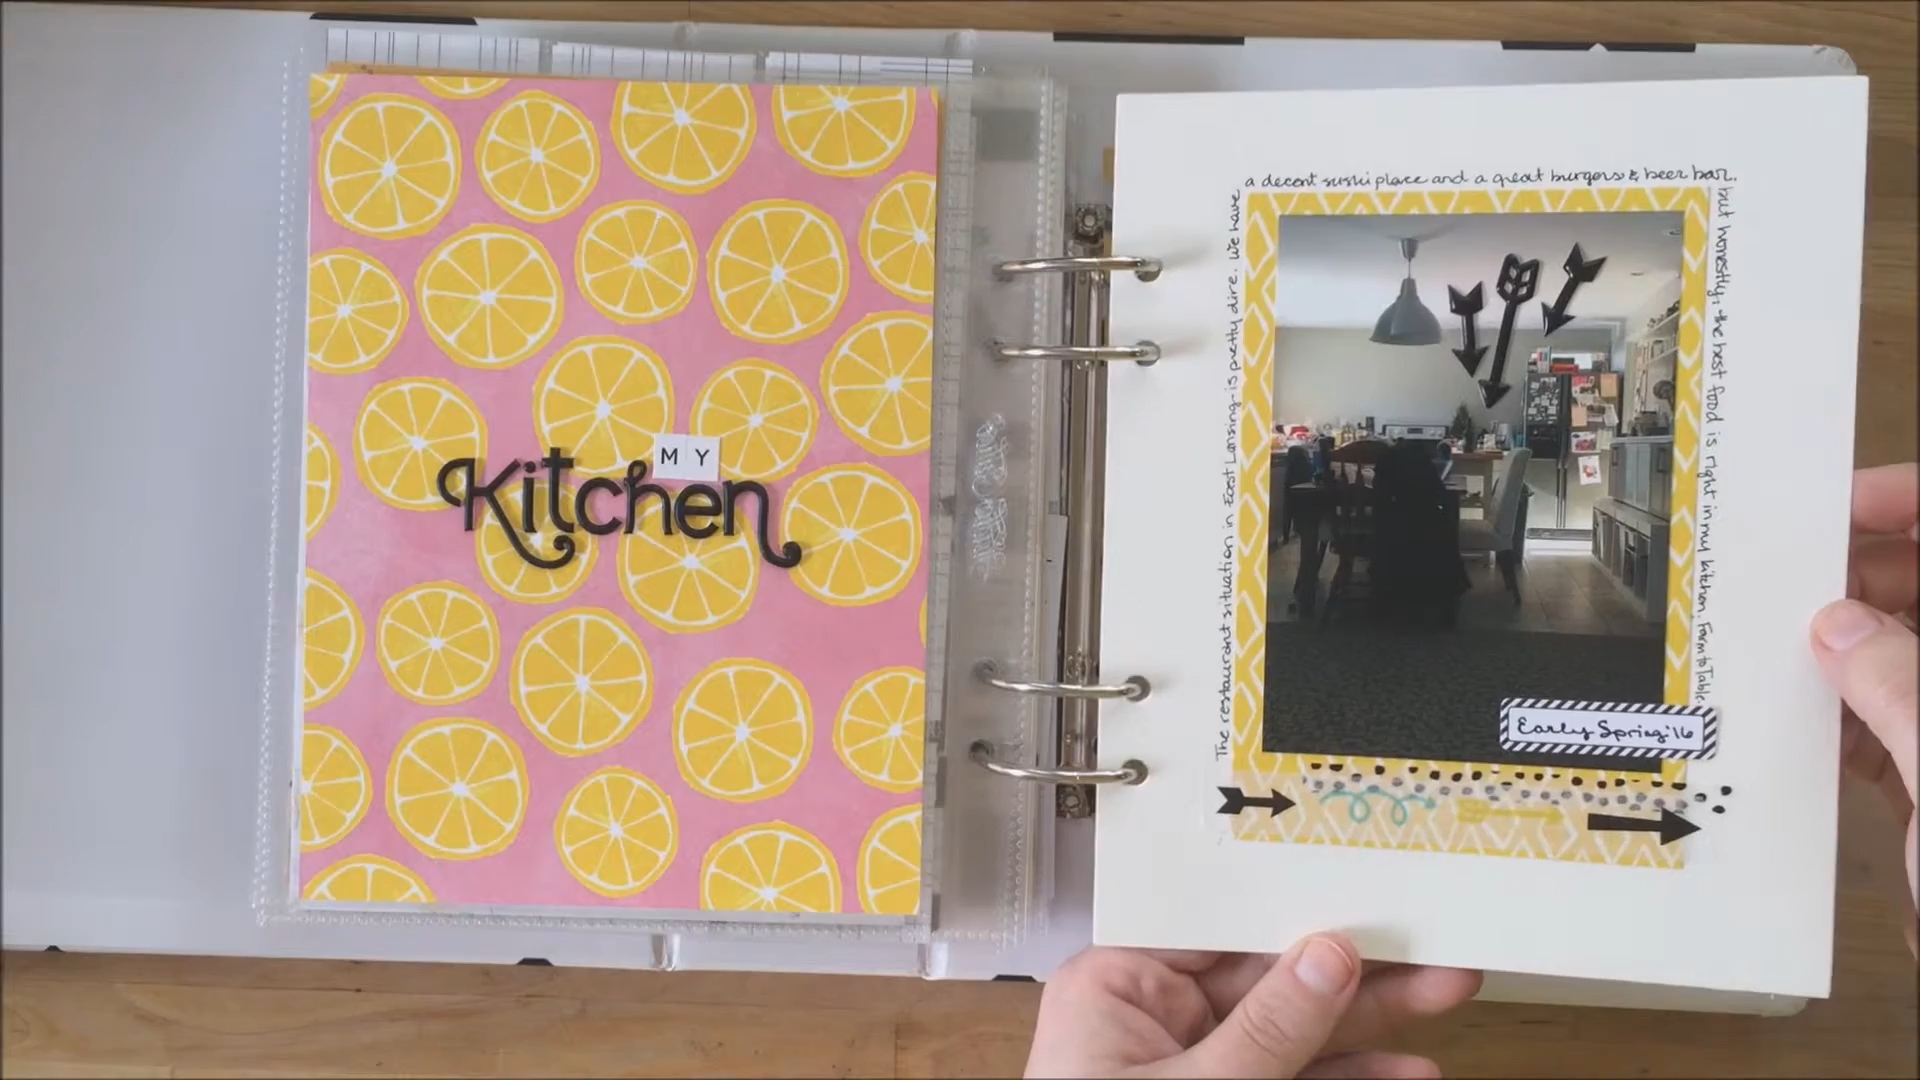 MY
Kitchen
The restaurant situation in East Lansing is pretty dire. We have
a decent sushi place and a great burgers & beer bar,
but honestly, the best food is right in my kitchen. Farm to Table.
Early Spring '16